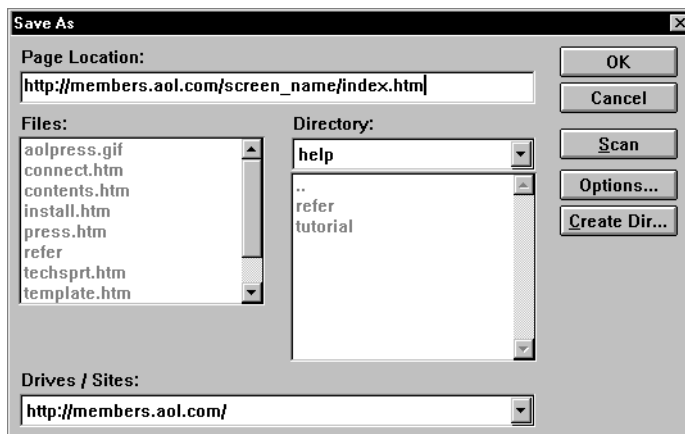 Save As
Page Location:
http://members.aol.com/screen_name/index.htm
OK
Cancel
Files:
aolpress.gif
connect.htm
contents.htm
install.htm
press.htm
refer
techsprt.htm
template.htm
Directory:
help
..
refer
tutorial
Scan
Options...
Create Dir...
Drives / Sites:
http://members.aol.com/